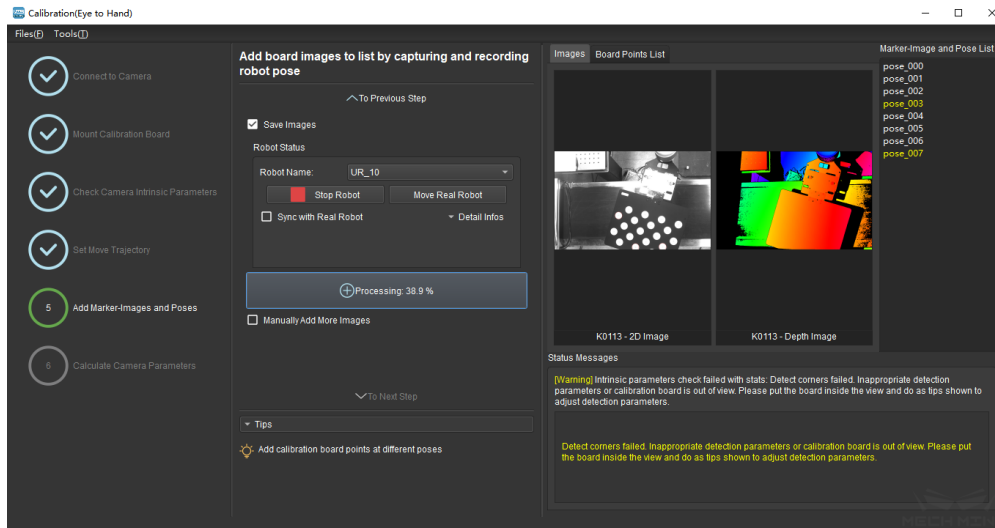 Calibration(Eye to Hand)
Files(F) Tools(T)
Connect to Camera
Mount Calibration Board
Check Camera Intrinsic Parameters
Set Move Trajectory
5
Add Marker-Images and Poses
6
Calculate Camera Parameters
Add board images to list by capturing and recording
robot pose
To Previous Step
Save Images
Robot Status
Robot Name: UR_10
Stop Robot Move Real Robot
Sync with Real Robot Detail Infos
Processing: 38.9 %
Manually Add More Images
To Next Step
Tips
Add calibration board points at different poses
Images Board Points List
K0113 - 2D Image K0113 - Depth Image
Marker-Image and Pose List
pose_000
pose_001
pose_002
pose_003
pose_004
pose_005
pose_006
pose_007
Status Messages
[Warning] Intrinsic parameters check failed with stats: Detect corners failed. Inappropriate detection
parameters or calibration board is out of view. Please put the board inside the view and do as tips shown to
adjust detection parameters.
Detect corners failed. Inappropriate detection parameters or calibration board is out of view. Please put
the board inside the view and do as tips shown to adjust detection parameters.